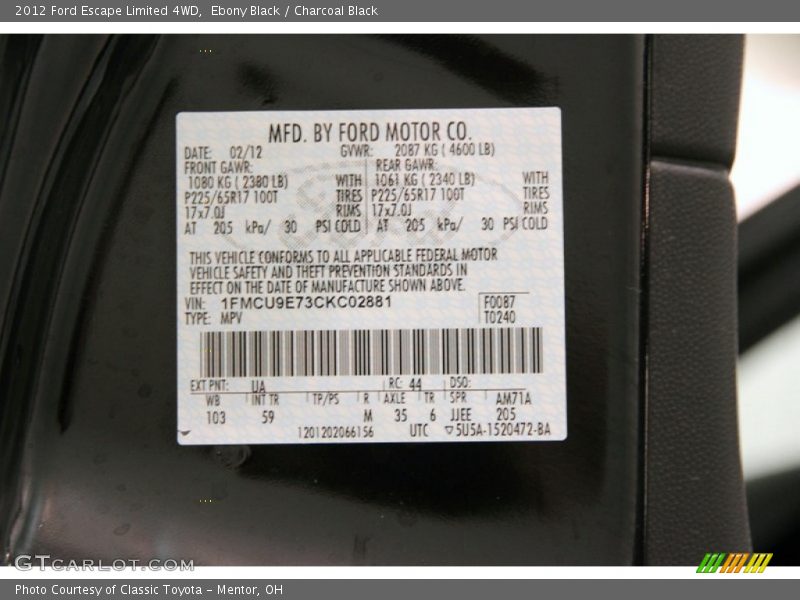 2012 Ford Escape Limited 4WD,  Ebony Black / Charcoal Black
MFD. BY FORD MOTOR CO.
DATE:   02/12   GVWR:   2087 KG ( 4600 LB)
FRONT GAWR:   REAR GAWR:
1080 KG ( 2380 LB)   WITH   1061 KG ( 2340 LB)   WITH
P225/65R17 100T   TIRES   P225/65R17 100T   TIRES
17x7.0J   RIMS   17x7.0J   RIMS
AT   205   kPa/   30   PSI COLD   AT   205   kPa/   30   PSI COLD
THIS VEHICLE CONFORMS TO ALL APPLICABLE FEDERAL MOTOR
VEHICLE SAFETY AND THEFT PREVENTION STANDARDS IN
EFFECT ON THE DATE OF MANUFACTURE SHOWN ABOVE.
VIN:   1FMCU9E73CKC02881   F0087
TYPE:   MPV   T0240
EXT PNT:   UA   RC:   44   DSO:
WB   INT TR   TP/PS   R   AXLE   TR   SPR   AM71A
103   59   M   35   6   JJEE   205
1201202066156   UTC   ▽5U5A-1520472-BA
GTCARLOT.COM
Photo Courtesy of Classic Toyota – Mentor, OH